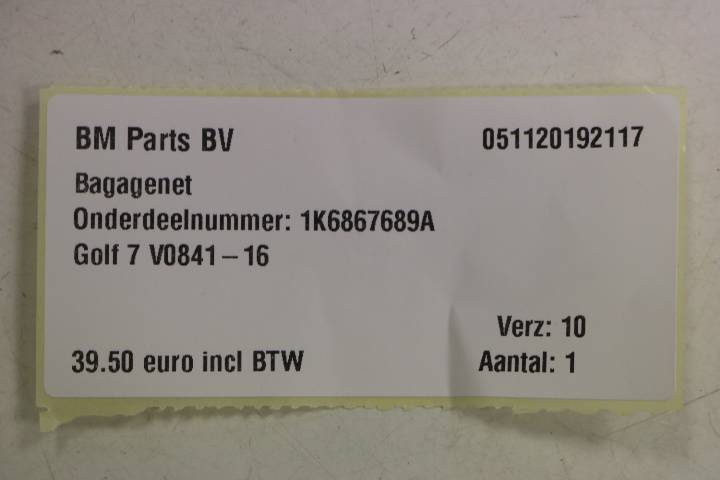 BM Parts BV 051120192117
Bagagenet
Onderdeelnummer: 1K6867689A
Golf 7 V0841-16
Verz: 10
39.50 euro incl BTW Aantal: 1